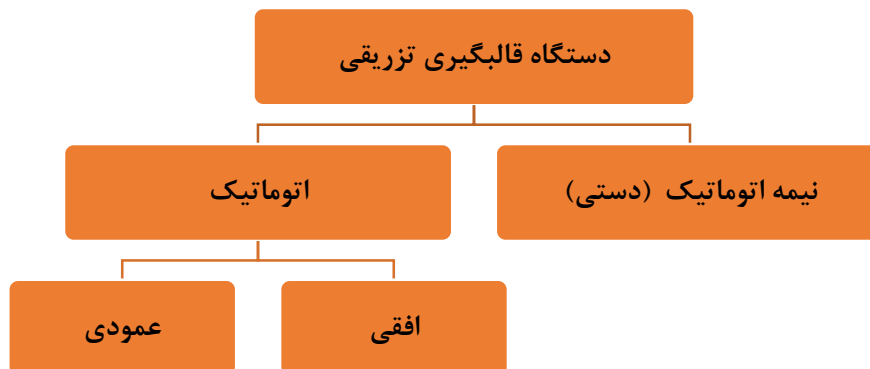 دستگاه قالبگیری تزریقی
نیمه اتوماتیک (دستی)
اتوماتیک
افقی
عمودی